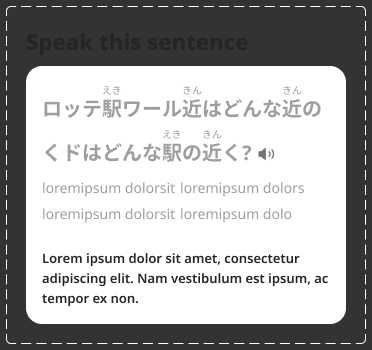 Speak this sentence
えき きん きん
ロッテ駅ワール近はどんな近の
えき きん
くドはどんな駅の近く?
loremipsum dolorsit loremipsum dolors
loremipsum dolorsit loremipsum dolo
Lorem ipsum dolor sit amet, consectetur
adipiscing elit. Nam vestibulum est ipsum, ac
tempor ex non.